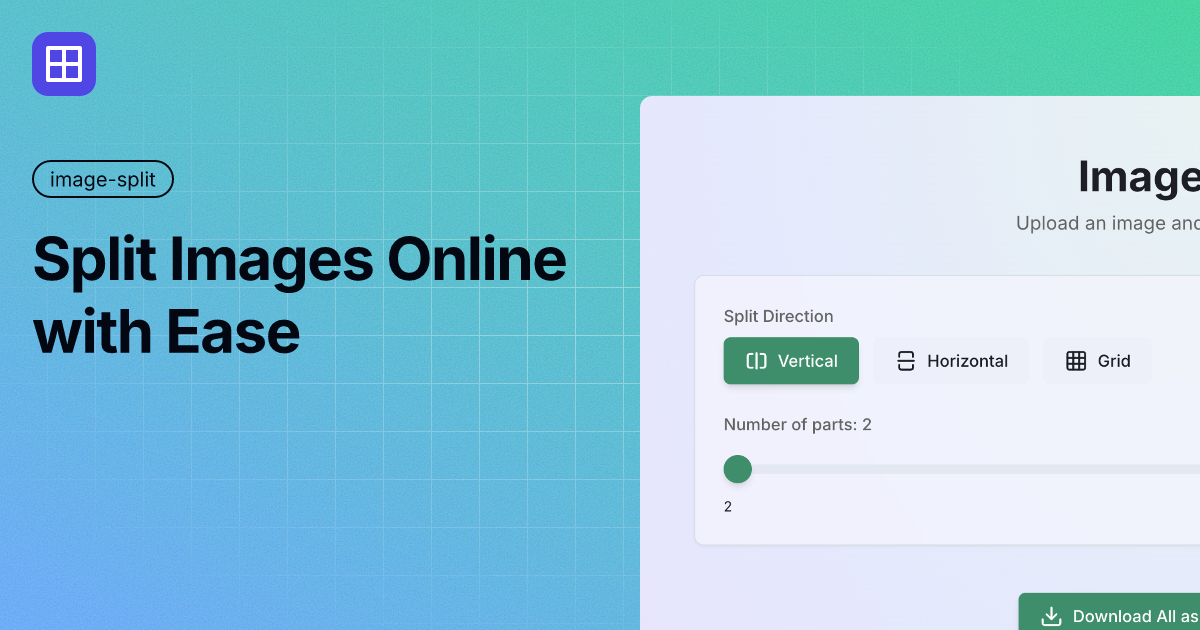 image-split
Split Images Online
with Ease
Image
Upload an image and
Split Direction
Vertical
Horizontal
Grid
Number of parts: 2
2
Download All as